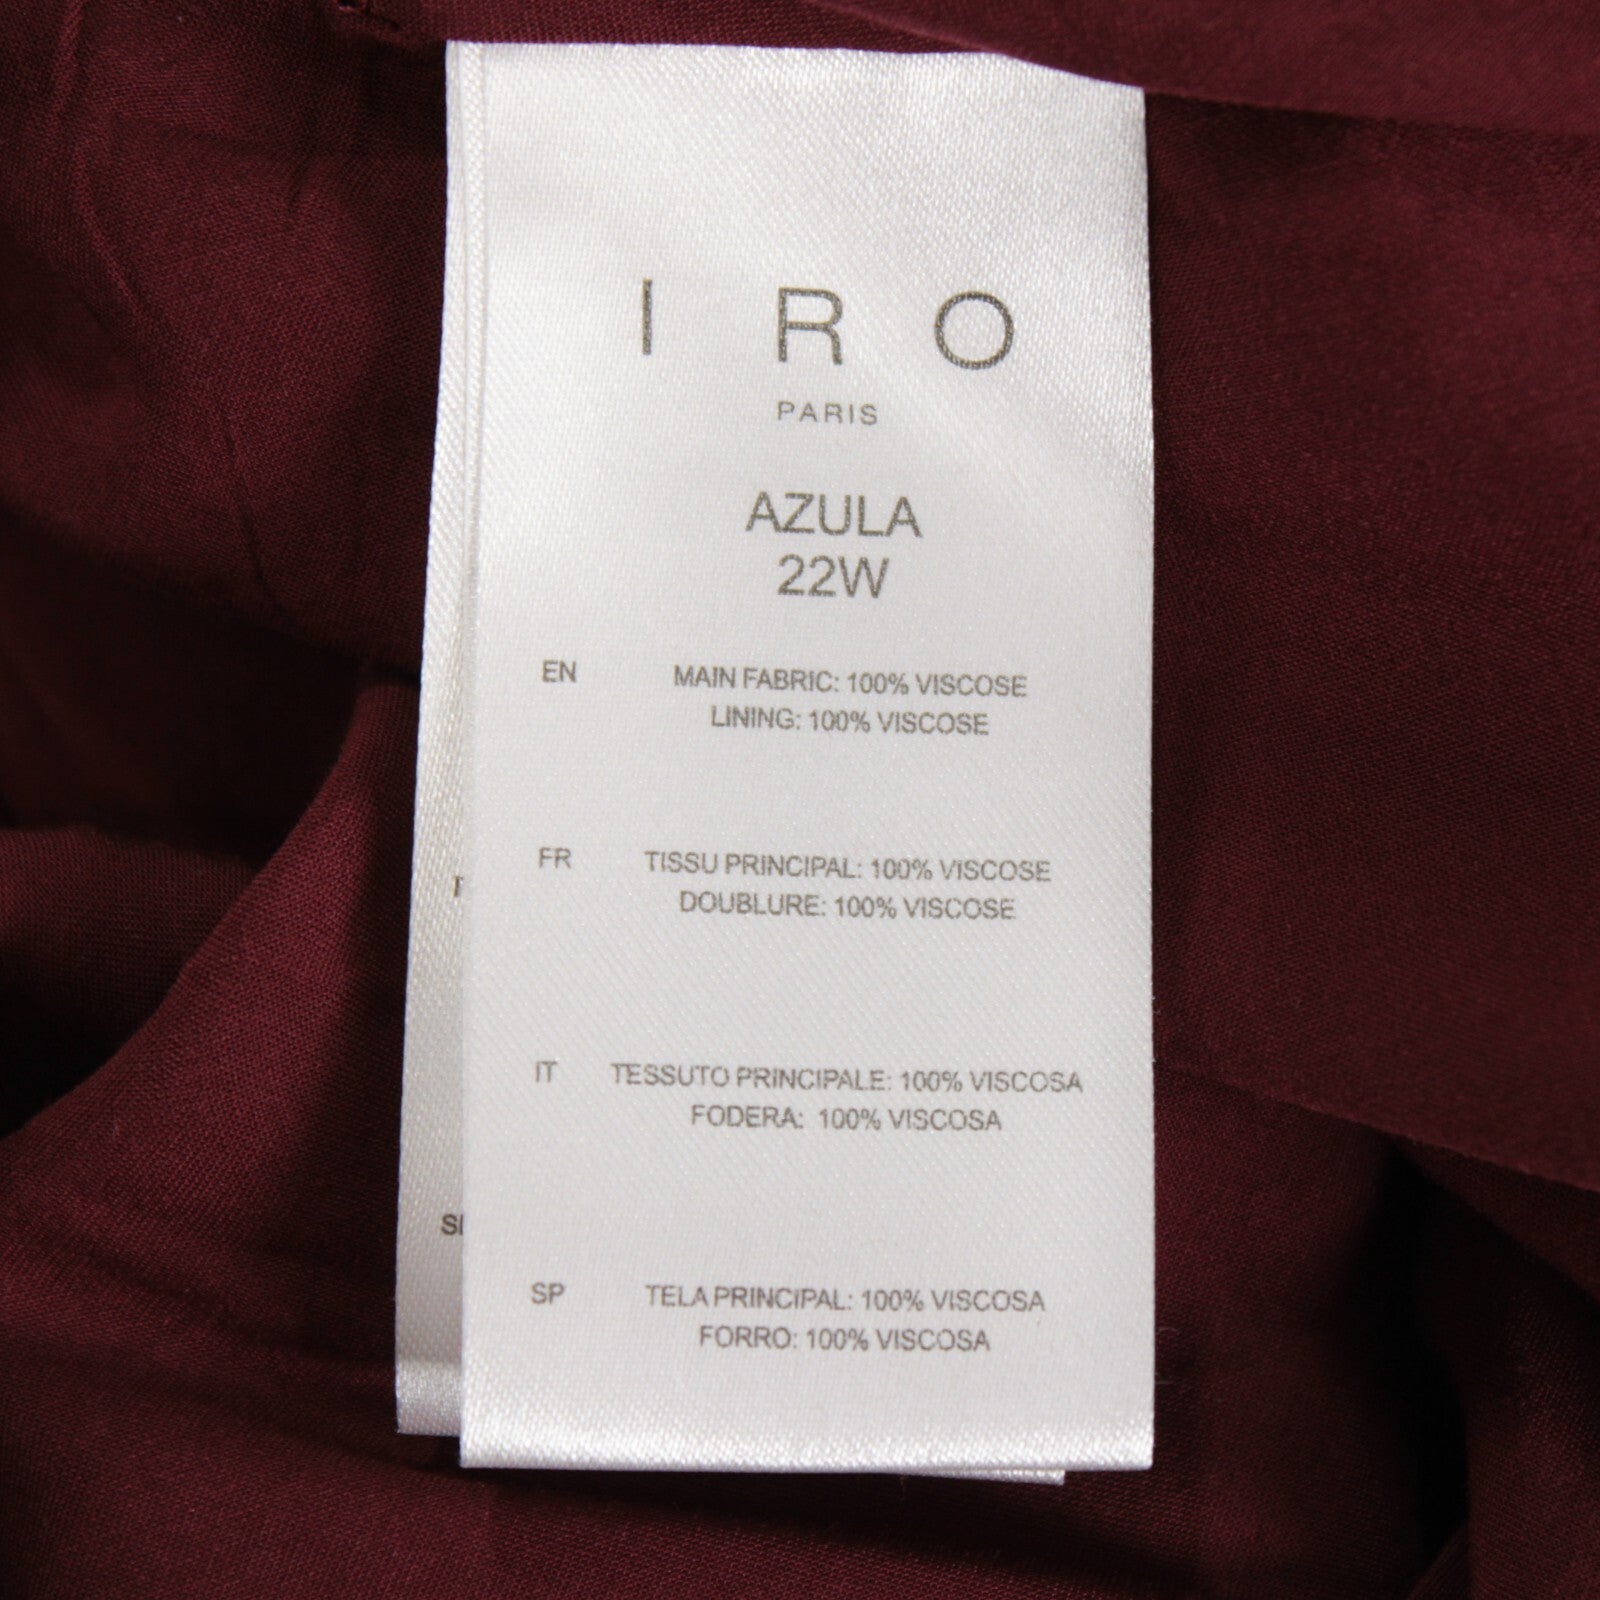 I R O
PARIS
AZULA
22W
EN MAIN FABRIC: 100% VISCOSE
LINING: 100% VISCOSE
FR TISSU PRINCIPAL: 100% VISCOSE
DOUBLURE: 100% VISCOSE
IT TESSUTO PRINCIPALE: 100% VISCOSA
FODERA: 100% VISCOSA
SP TELA PRINCIPAL: 100% VISCOSA
FORRO: 100% VISCOSA